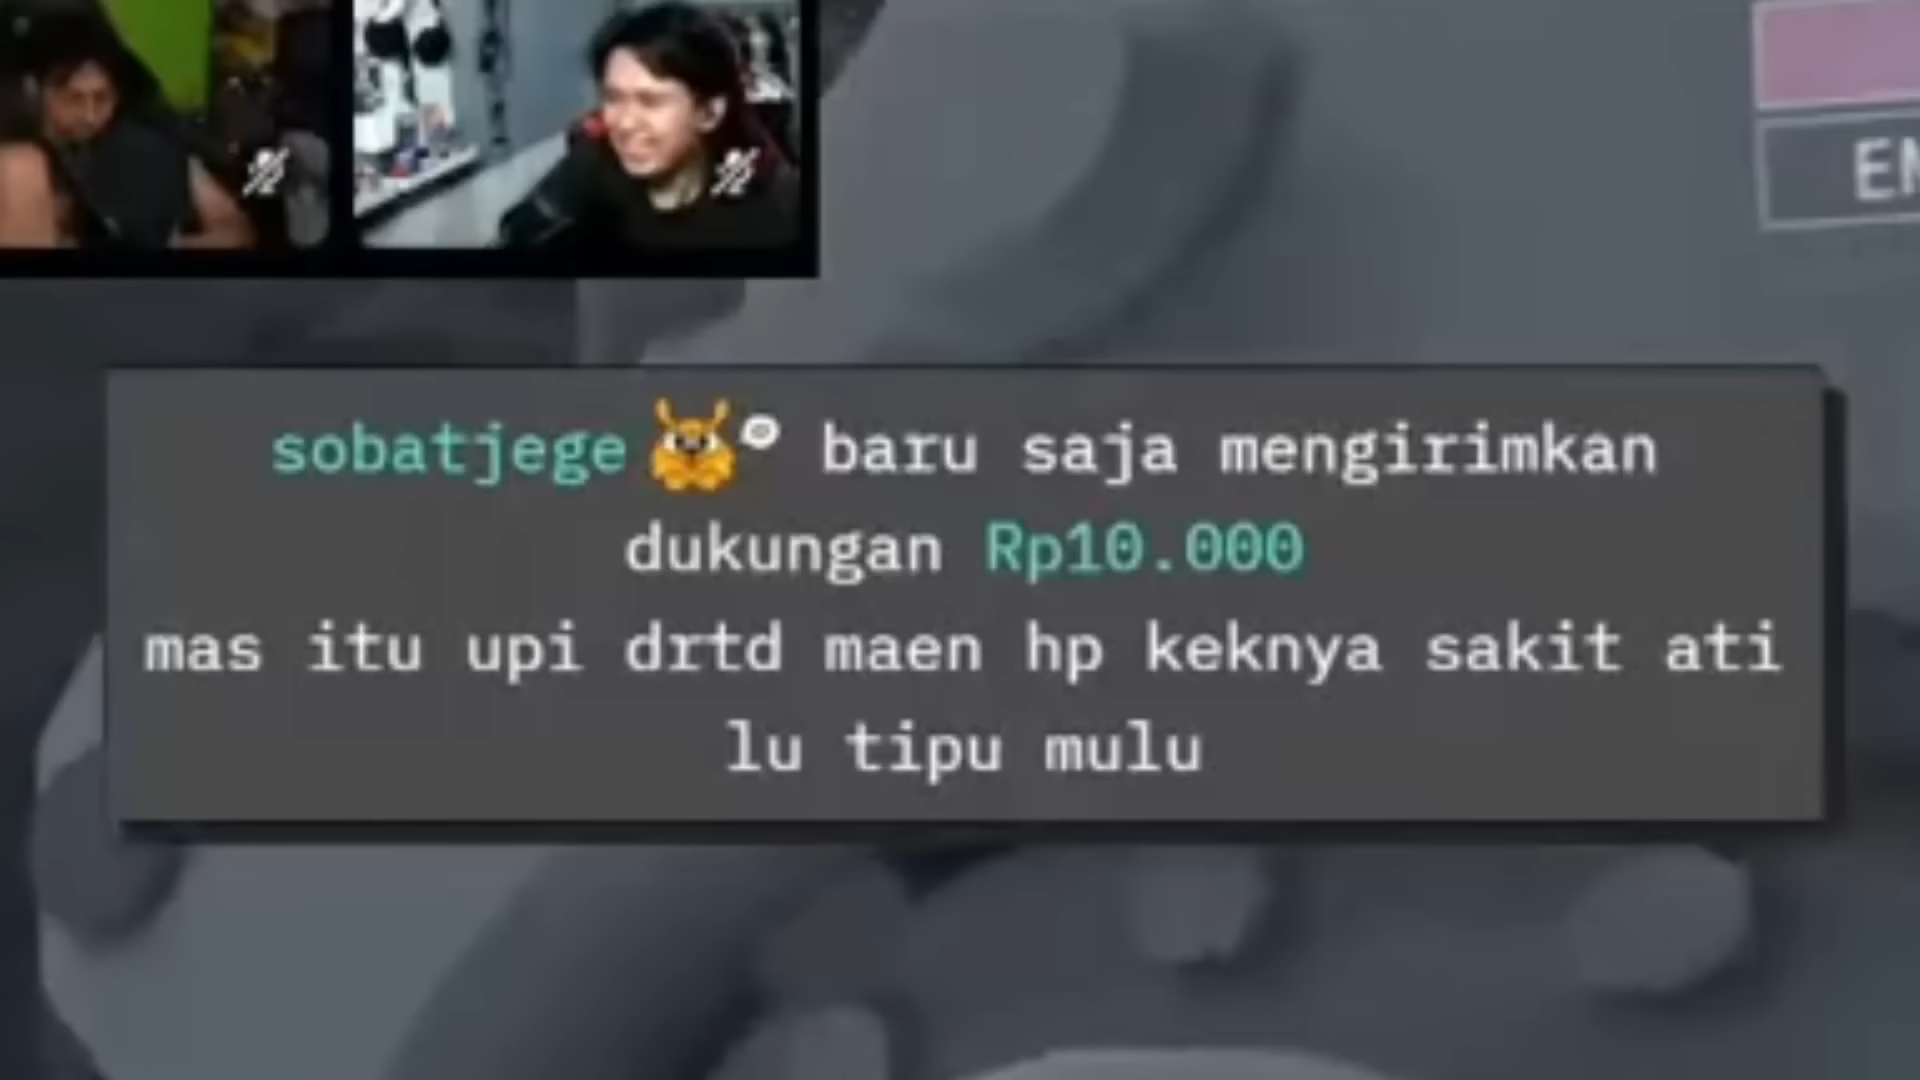 EM
sobatjege baru saja mengirimkan
dukungan Rp10.000
mas itu upi drtd maen hp keknya sakit ati
lu tipu mulu